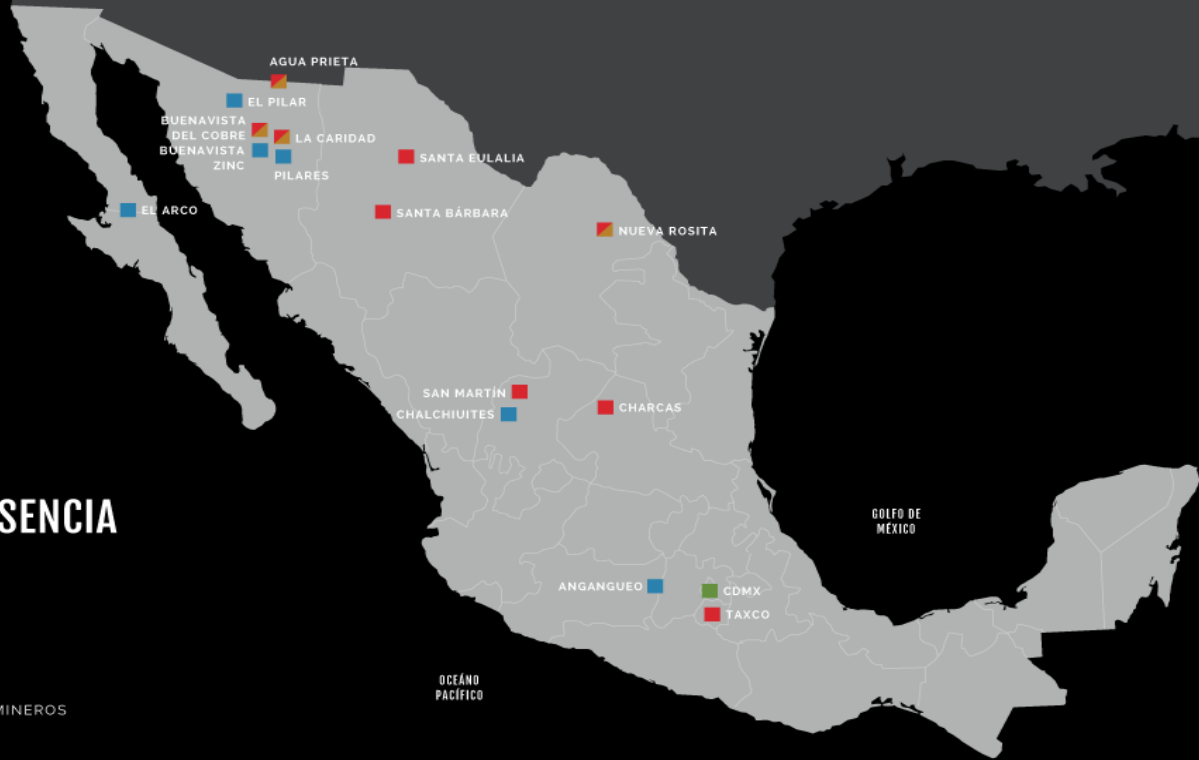 AGUA PRIETA
EL PILAR
BUENAVISTA
DEL COBRE
LA CARIDAD
BUENAVISTA
ZINC
PILARES
SANTA EULALIA
EL ARCO
SANTA BÁRBARA
NUEVA ROSITA
SAN MARTÍN
CHALCHIUITES
CHARCAS
SENCIA
GOLFO DE
MÉXICO
ANGANGUEO
CDMX
TAXCO
OCEÁNO
PACÍFICO
MINEROS